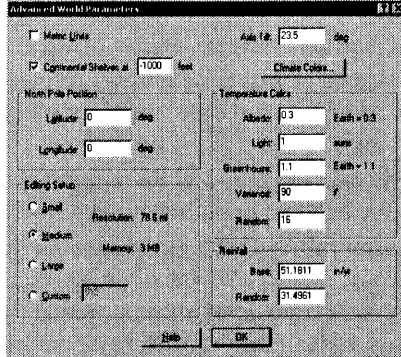 Advanced World Parameters
Metric Units
Continental Shelves at -1000 feet
Axis Tilt: 23.5 deg
Climate Colors...
North Pole Position
Latitude: 0 deg
Longitude: 0 deg
Temperature Calcs
Albedo: 0.3 Earth = 0.3
Light: 1 suns
Greenhouse: 1.1 Earth = 1.1
Variance: 90 F
Random: 16
Editing Setup
Small
Medium
Large
Custom
Resolution: 78.6 mi
Memory: 3 MB
Rainfall
Base: 51.1811 in/yr
Random: 31.4961
Help
OK